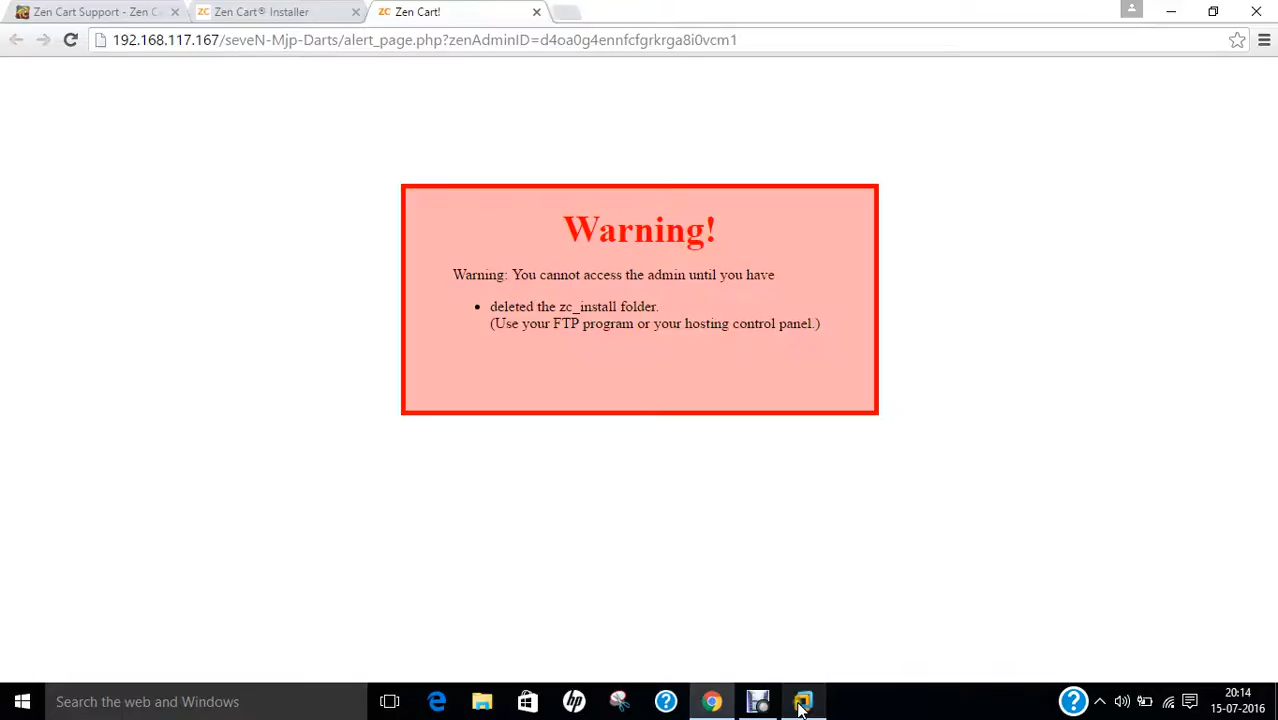 Zen Cart Support - Zen C
Zen Cart® Installer
Zen Cart!
192.168.117.167/seveN-Mjp-Darts/alert_page.php?zenAdminID=d4oa0g4ennfcfgrkrga8i0vcm1
Warning!
Warning: You cannot access the admin until you have
deleted the zc_install folder.
(Use your FTP program or your hosting control panel.)
Search the web and Windows
20:14
15-07-2016